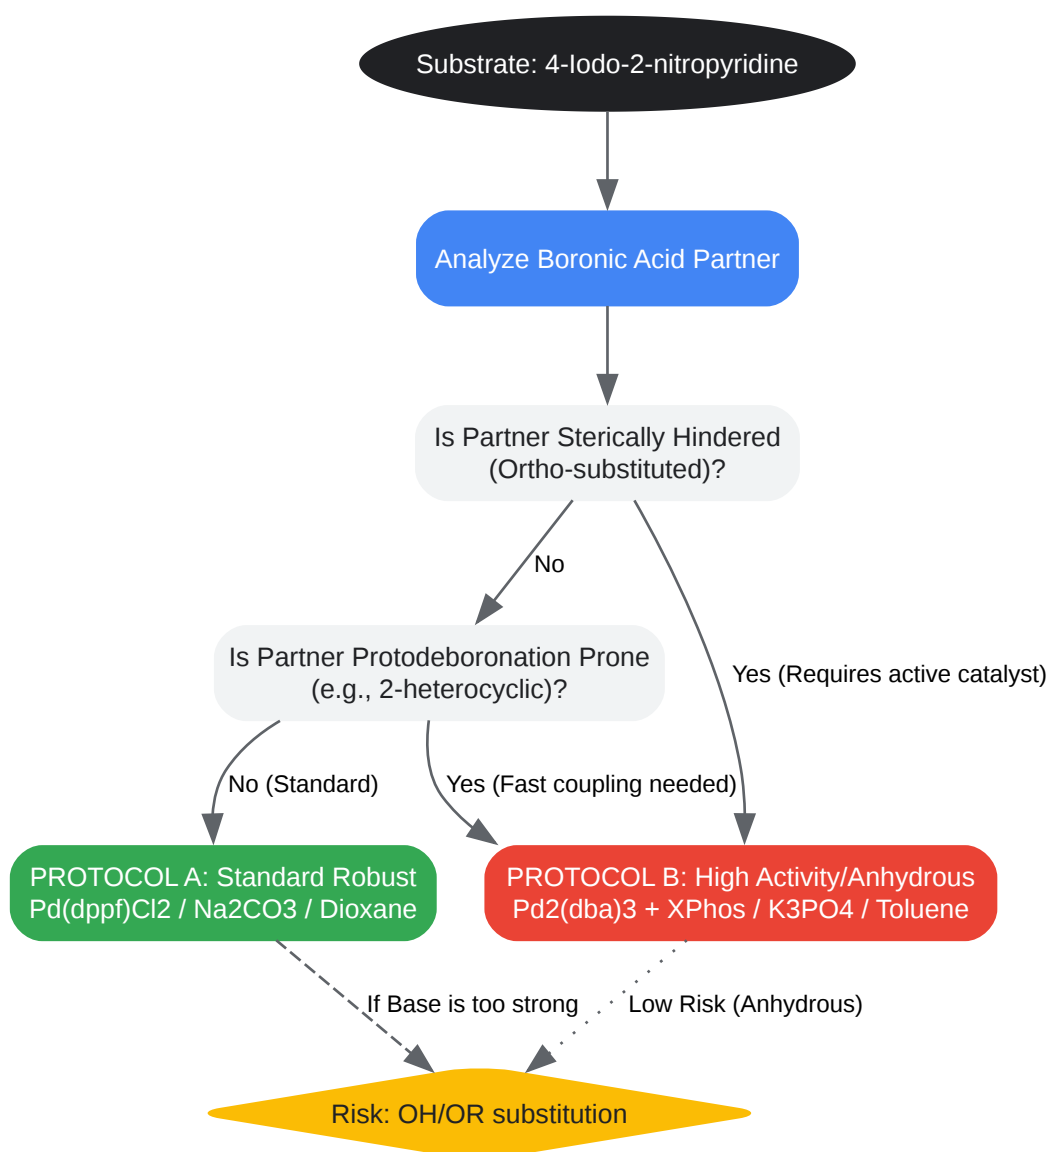 Substrate: 4-Iodo-2-nitropyridine
Analyze Boronic Acid Partner
Is Partner Sterically Hindered
(Ortho-substituted)?
No
Is Partner Protodeboronation Prone
(e.g., 2-heterocyclic)?
Yes (Requires active catalyst)
No (Standard)
Yes (Fast coupling needed)
PROTOCOL A: Standard Robust
Pd(dppf)Cl2 / Na2CO3 / Dioxane
PROTOCOL B: High Activity/Anhydrous
Pd2(dba)3 + XPhos / K3PO4 / Toluene
If Base is too strong
Low Risk (Anhydrous)
Risk: OH/OR substitution